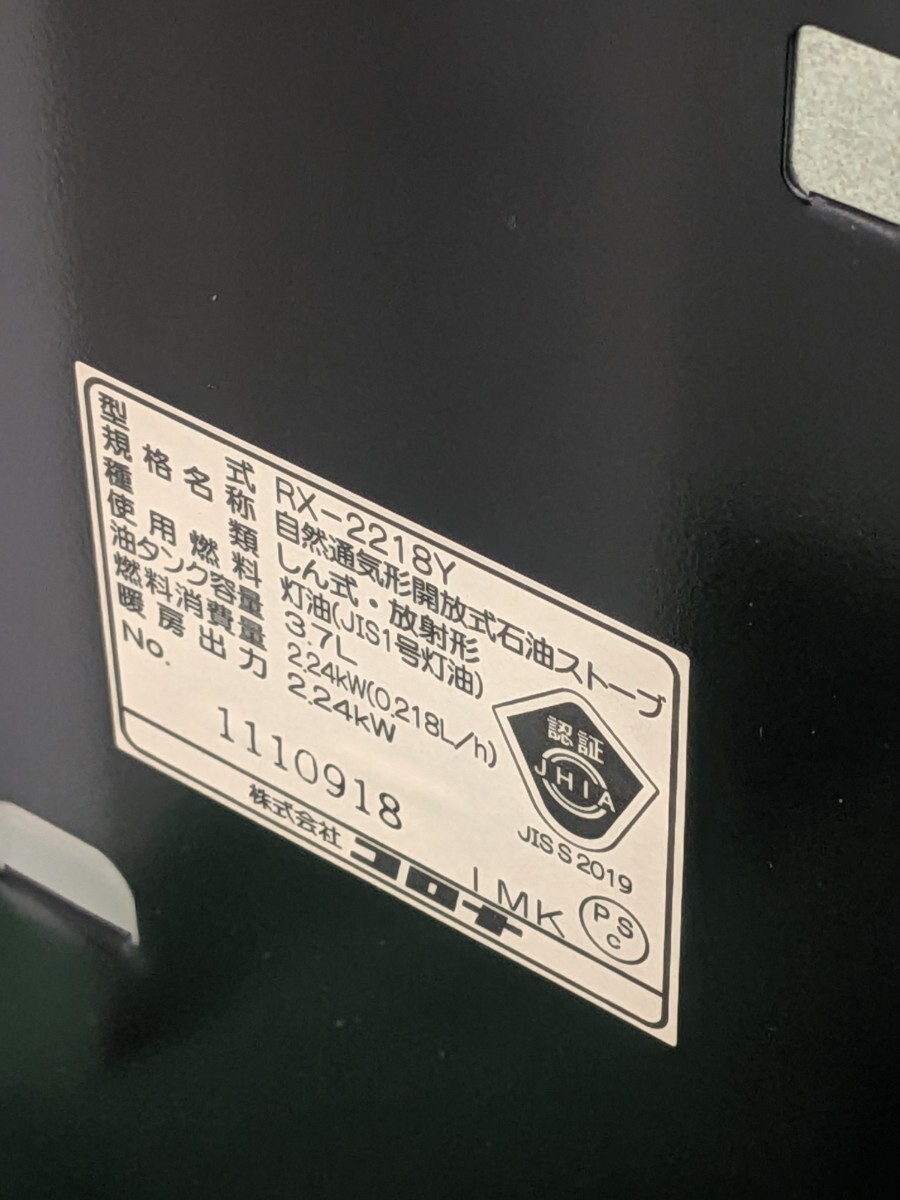 型式 RX-2218Y
規格名称 自然通気形開放式石油ストーブ
種類 しん式・放射形
使用燃料 灯油(JIS1号灯油)
油タンク容量 3.7L
燃料消費量 2.24kW(0.218L/h)
暖房出力 2.24kW
No. 1110918
認証
JHIA
JIS S 2019
IMK
PS
C
株式会社 コロナ